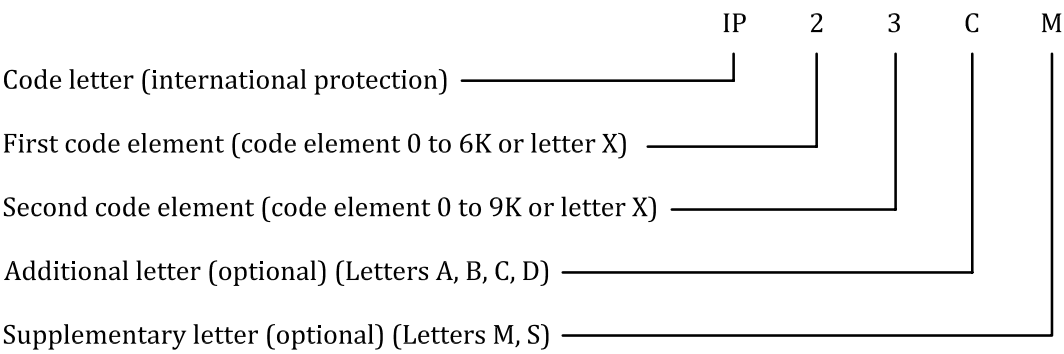 IP 2 3 C M
Code letter (international protection)
First code element (code element 0 to 6K or letter X)
Second code element (code element 0 to 9K or letter X)
Additional letter (optional) (Letters A, B, C, D)
Supplementary letter (optional) (Letters M, S)